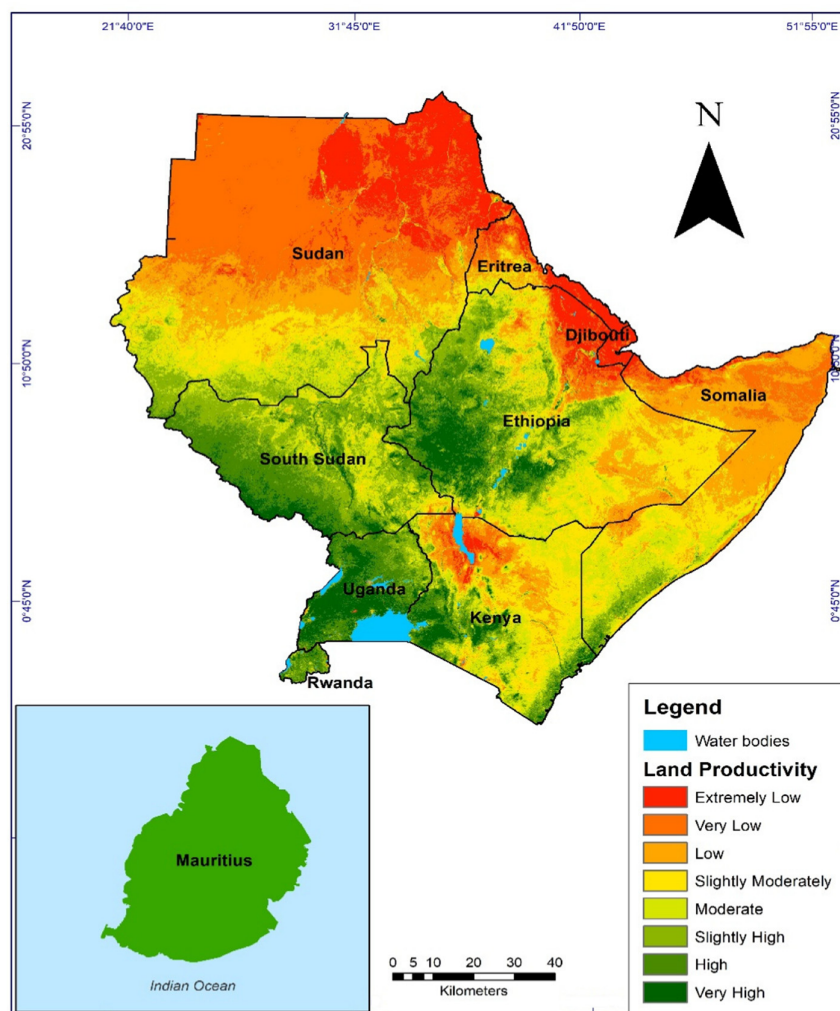 21°40'0"E
31°45'0"E
41°50'0"E
51°55'0"E
20°55'0"N
20°55'0"N
N
Sudan
Eritrea
Djibouti
10°50'0"N
Somalia
Ethiopia
South Sudan
0°45'0"N
0°45'0"N
Uganda
Kenya
Rwanda
Mauritius
Indian Ocean
Legend
Water bodies
Land Productivity
Extremely Low
Very Low
Low
Slightly Moderately
Moderate
Slightly High
High
Very High
0 5 10 20 30 40
Kilometers